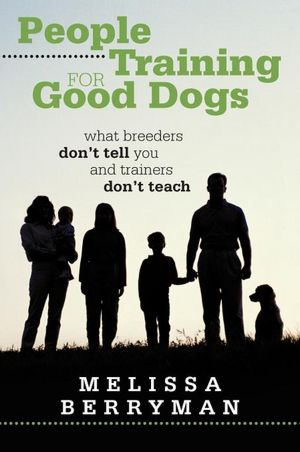 People
Training
FOR
Good Dogs
what breeders
don't tell you
and trainers
don't teach
MELISSA
BERRYMAN